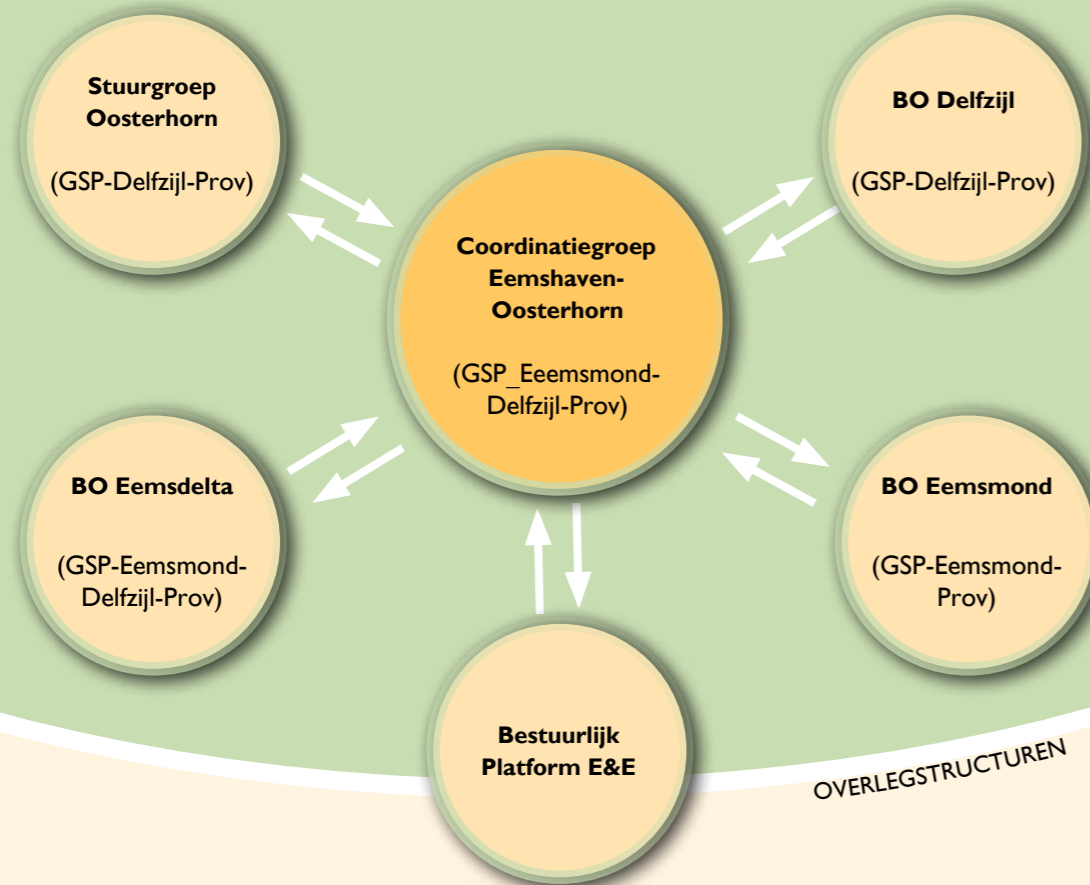 Stuurgroep
Oosterhorn
(GSP-Delfzijl-Prov)
BO Delfzijl
(GSP-Delfzijl-Prov)
Coordinatiegroep
Eemshaven-
Oosterhorn
(GSP_Eeemsmond-
Delfzijl-Prov)
BO Eemsdelta
(GSP-Eemsmond-
Delfzijl-Prov)
BO Eemsmond
(GSP-Eemsmond-
Prov)
Bestuurlijk
Platform E&E
OVERLEGSTRUCTUREN